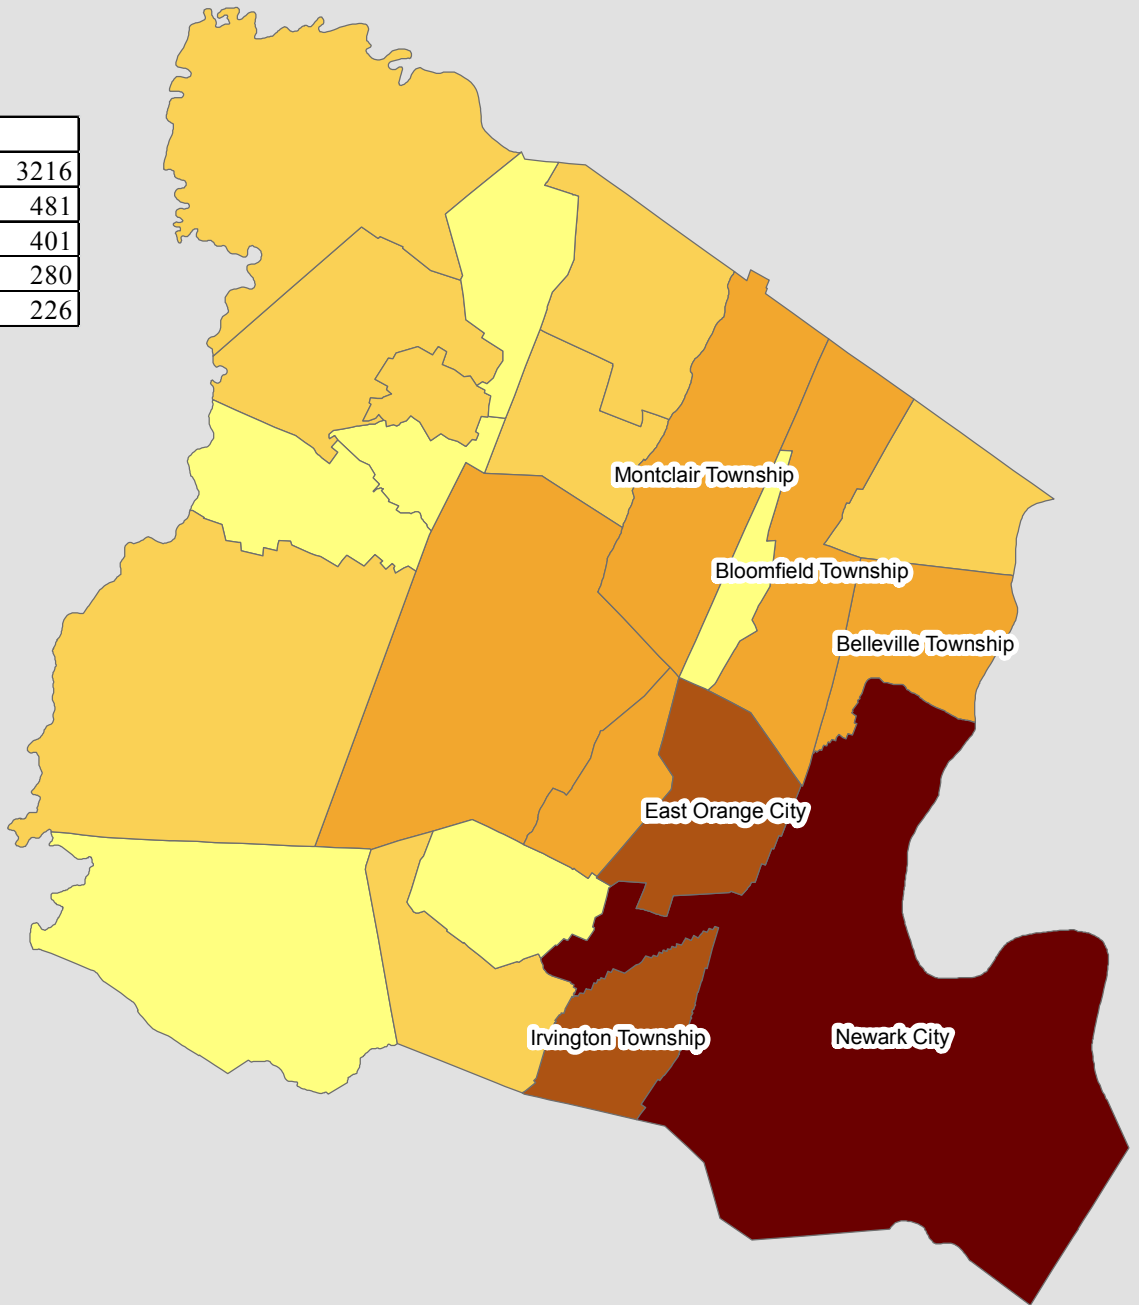 3216
481
401
280
226
Montclair Township
Bloomfield Township
Belleville Township
East Orange City
Irvington Township
Newark City